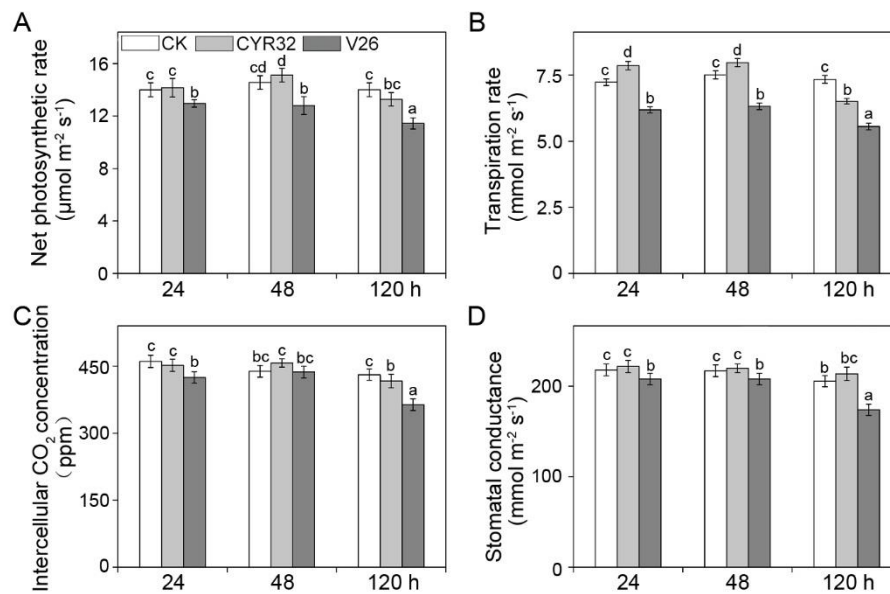 A
CK CYR32 V26
Net photosynthetic rate
(μmol m-2 s-1)
16
12
8
4
0
c c b
cd d b
c bc a
24 48 120 h
B
Transpiration rate
(mmol m-2 s-1)
7.5
5.0
2.5
0
c d b
c d b
c b a
24 48 120 h
C
Intercellular CO2 concentration
(ppm)
450
300
150
0
c c b
bc c bc
c b a
24 48 120 h
D
Stomatal conductance
(mmol m-2 s-1)
200
100
0
c c b
c c b
b bc a
24 48 120 h